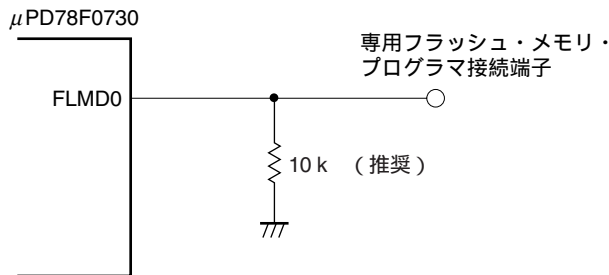 μPD78F0730
専用フラッシュ・メモリ・
プログラマ接続端子
FLMD0
10 k （推奨）